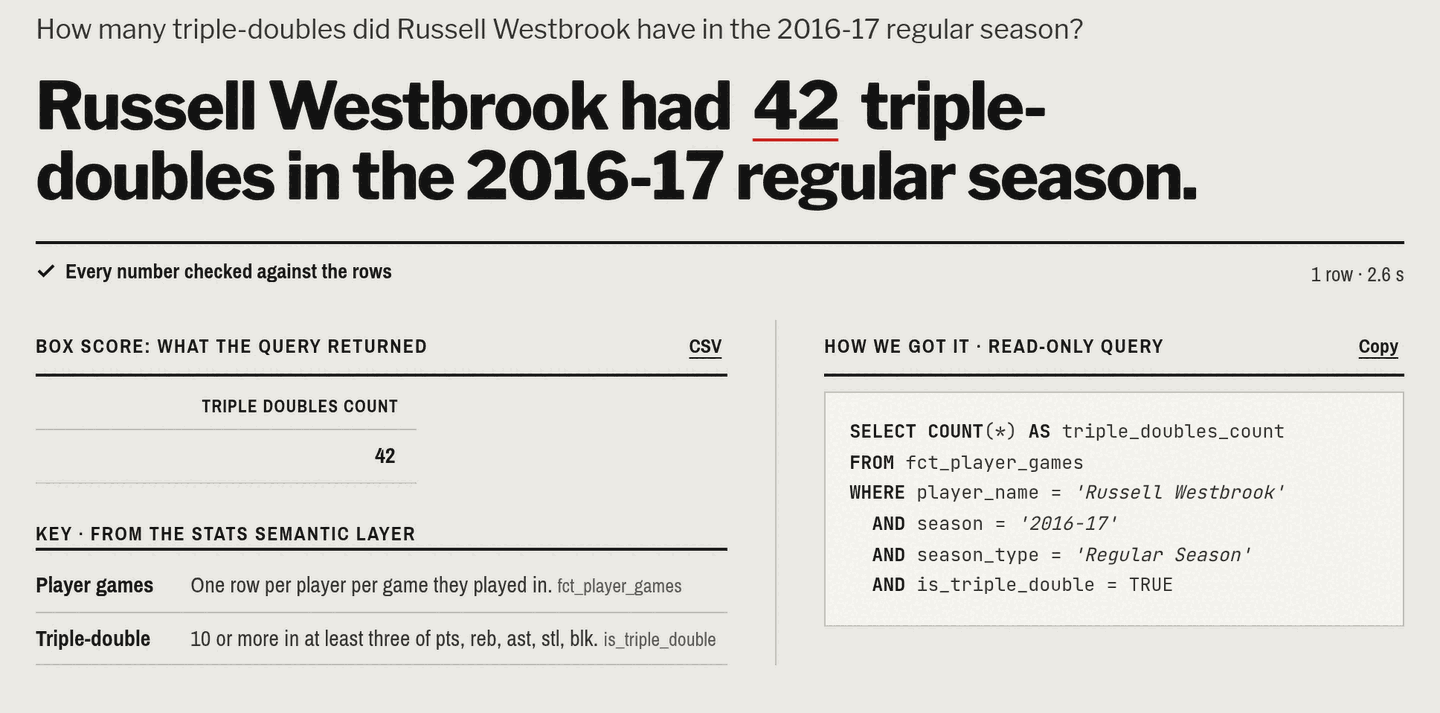 How many triple-doubles did Russell Westbrook have in the 2016-17 regular season?
Russell Westbrook had 42 triple-
doubles in the 2016-17 regular season.
✓ Every number checked against the rows
1 row · 2.6 s
BOX SCORE: WHAT THE QUERY RETURNED
CSV
TRIPLE DOUBLES COUNT
42
KEY · FROM THE STATS SEMANTIC LAYER
Player games One row per player per game they played in. fct_player_games
Triple-double 10 or more in at least three of pts, reb, ast, stl, blk. is_triple_double
HOW WE GOT IT · READ-ONLY QUERY
Copy
SELECT COUNT(*) AS triple_doubles_count
FROM fct_player_games
WHERE player_name = 'Russell Westbrook'
AND season = '2016-17'
AND season_type = 'Regular Season'
AND is_triple_double = TRUE